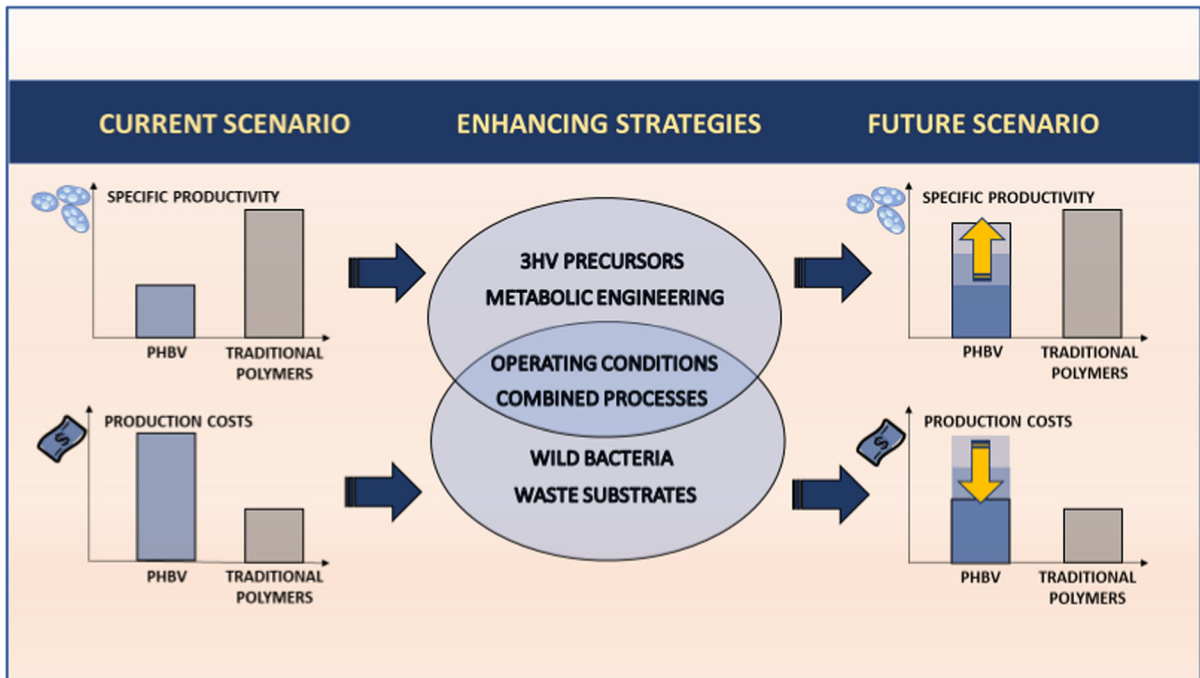 CURRENT SCENARIO
ENHANCING STRATEGIES
FUTURE SCENARIO
SPECIFIC PRODUCTIVITY
PHBV
TRADITIONAL
POLYMERS
PRODUCTION COSTS
$
PHBV
TRADITIONAL
POLYMERS
3HV PRECURSORS
METABOLIC ENGINEERING
OPERATING CONDITIONS
COMBINED PROCESSES
WILD BACTERIA
WASTE SUBSTRATES
SPECIFIC PRODUCTIVITY
PHBV
TRADITIONAL
POLYMERS
PRODUCTION COSTS
$
PHBV
TRADITIONAL
POLYMERS